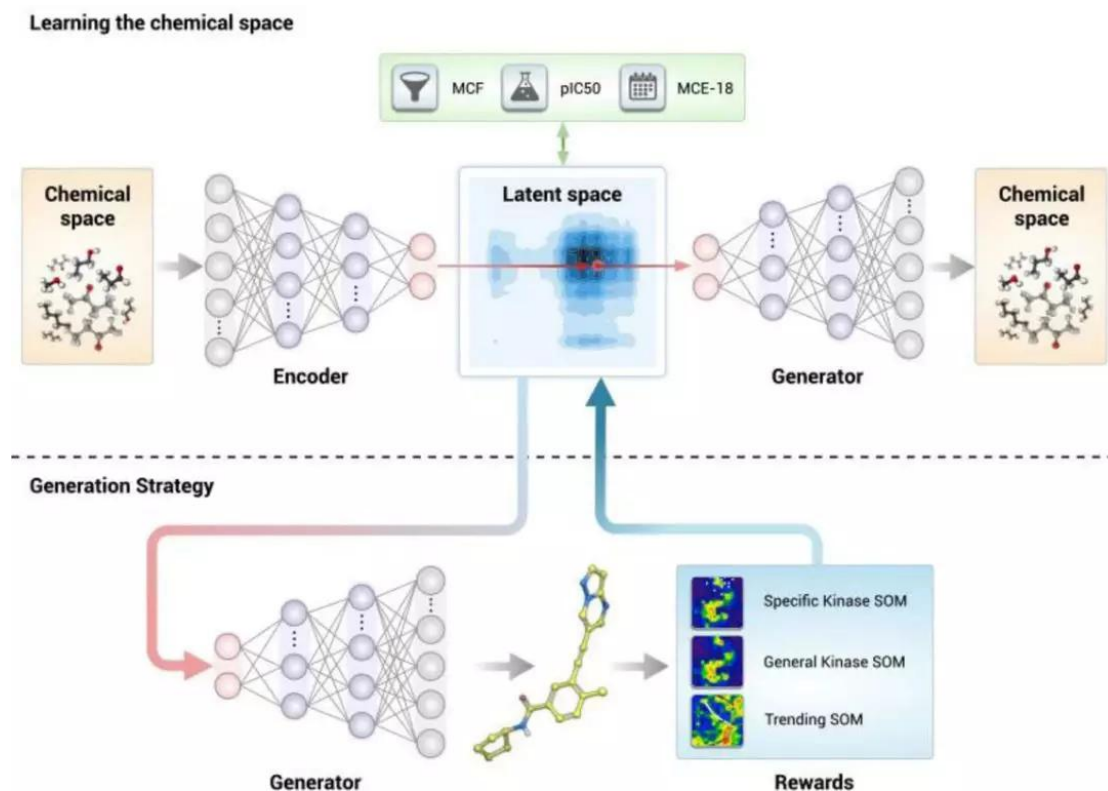 Learning the chemical space
MCF
pIC50
MCE-18
Chemical
space
Latent space
Chemical
space
Encoder
Generator
Generation Strategy
Specific Kinase SOM
General Kinase SOM
Trending SOM
Generator
Rewards